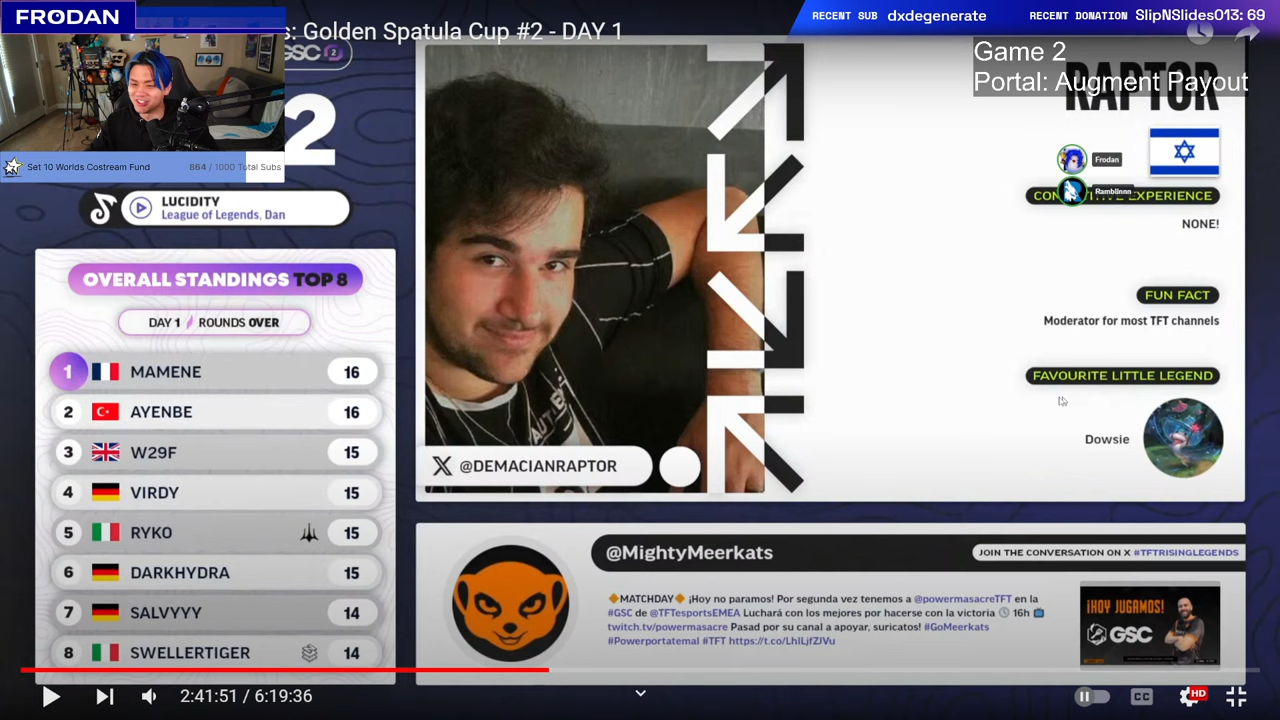 FRODAN
s: Golden Spatula Cup #2 - DAY 1
RECENT SUB dxdegenerate
RECENT DONATION SlipNSlides013: 69
GSC 2
2
Game 2
Portal: Augment Payout
RAPTOR
Set 10 Worlds Costream Fund 864 / 1000 Total Subs
Frodan
Ramblinnn
EXPERIENCE
NONE!
LUCIDITY
League of Legends, Dan
OVERALL STANDINGS TOP 8
DAY 1 ROUNDS OVER
1 MAMENE 16
2 AYENBE 16
3 W29F 15
4 VIRDY 15
5 RYKO 15
6 DARKHYDRA 15
7 SALVYYY 14
8 SWELLERTIGER 14
FUN FACT
Moderator for most TFT channels
FAVOURITE LITTLE LEGEND
Dowsie
X @DEMACIANRAPTOR
@MightyMeerkats
JOIN THE CONVERSATION ON X #TFTRISINGLEGENDS
🔶MATCHDAY🔶 ¡Hoy no paramos! Por segunda vez tenemos a @powermasacreTFT en la
#GSC de @TFTesportsEMEA Luchará con los mejores por hacerse con la victoria 🕓 16h 📺
twitch.tv/powermasacre Pasad por su canal a apoyar, suricatos! #GoMeerkats
#Powerportatemal #TFT https://t.co/LhlLjfZJVu
¡HOY JUGAMOS!
GSC
2:41:51 / 6:19:36
CC
HD